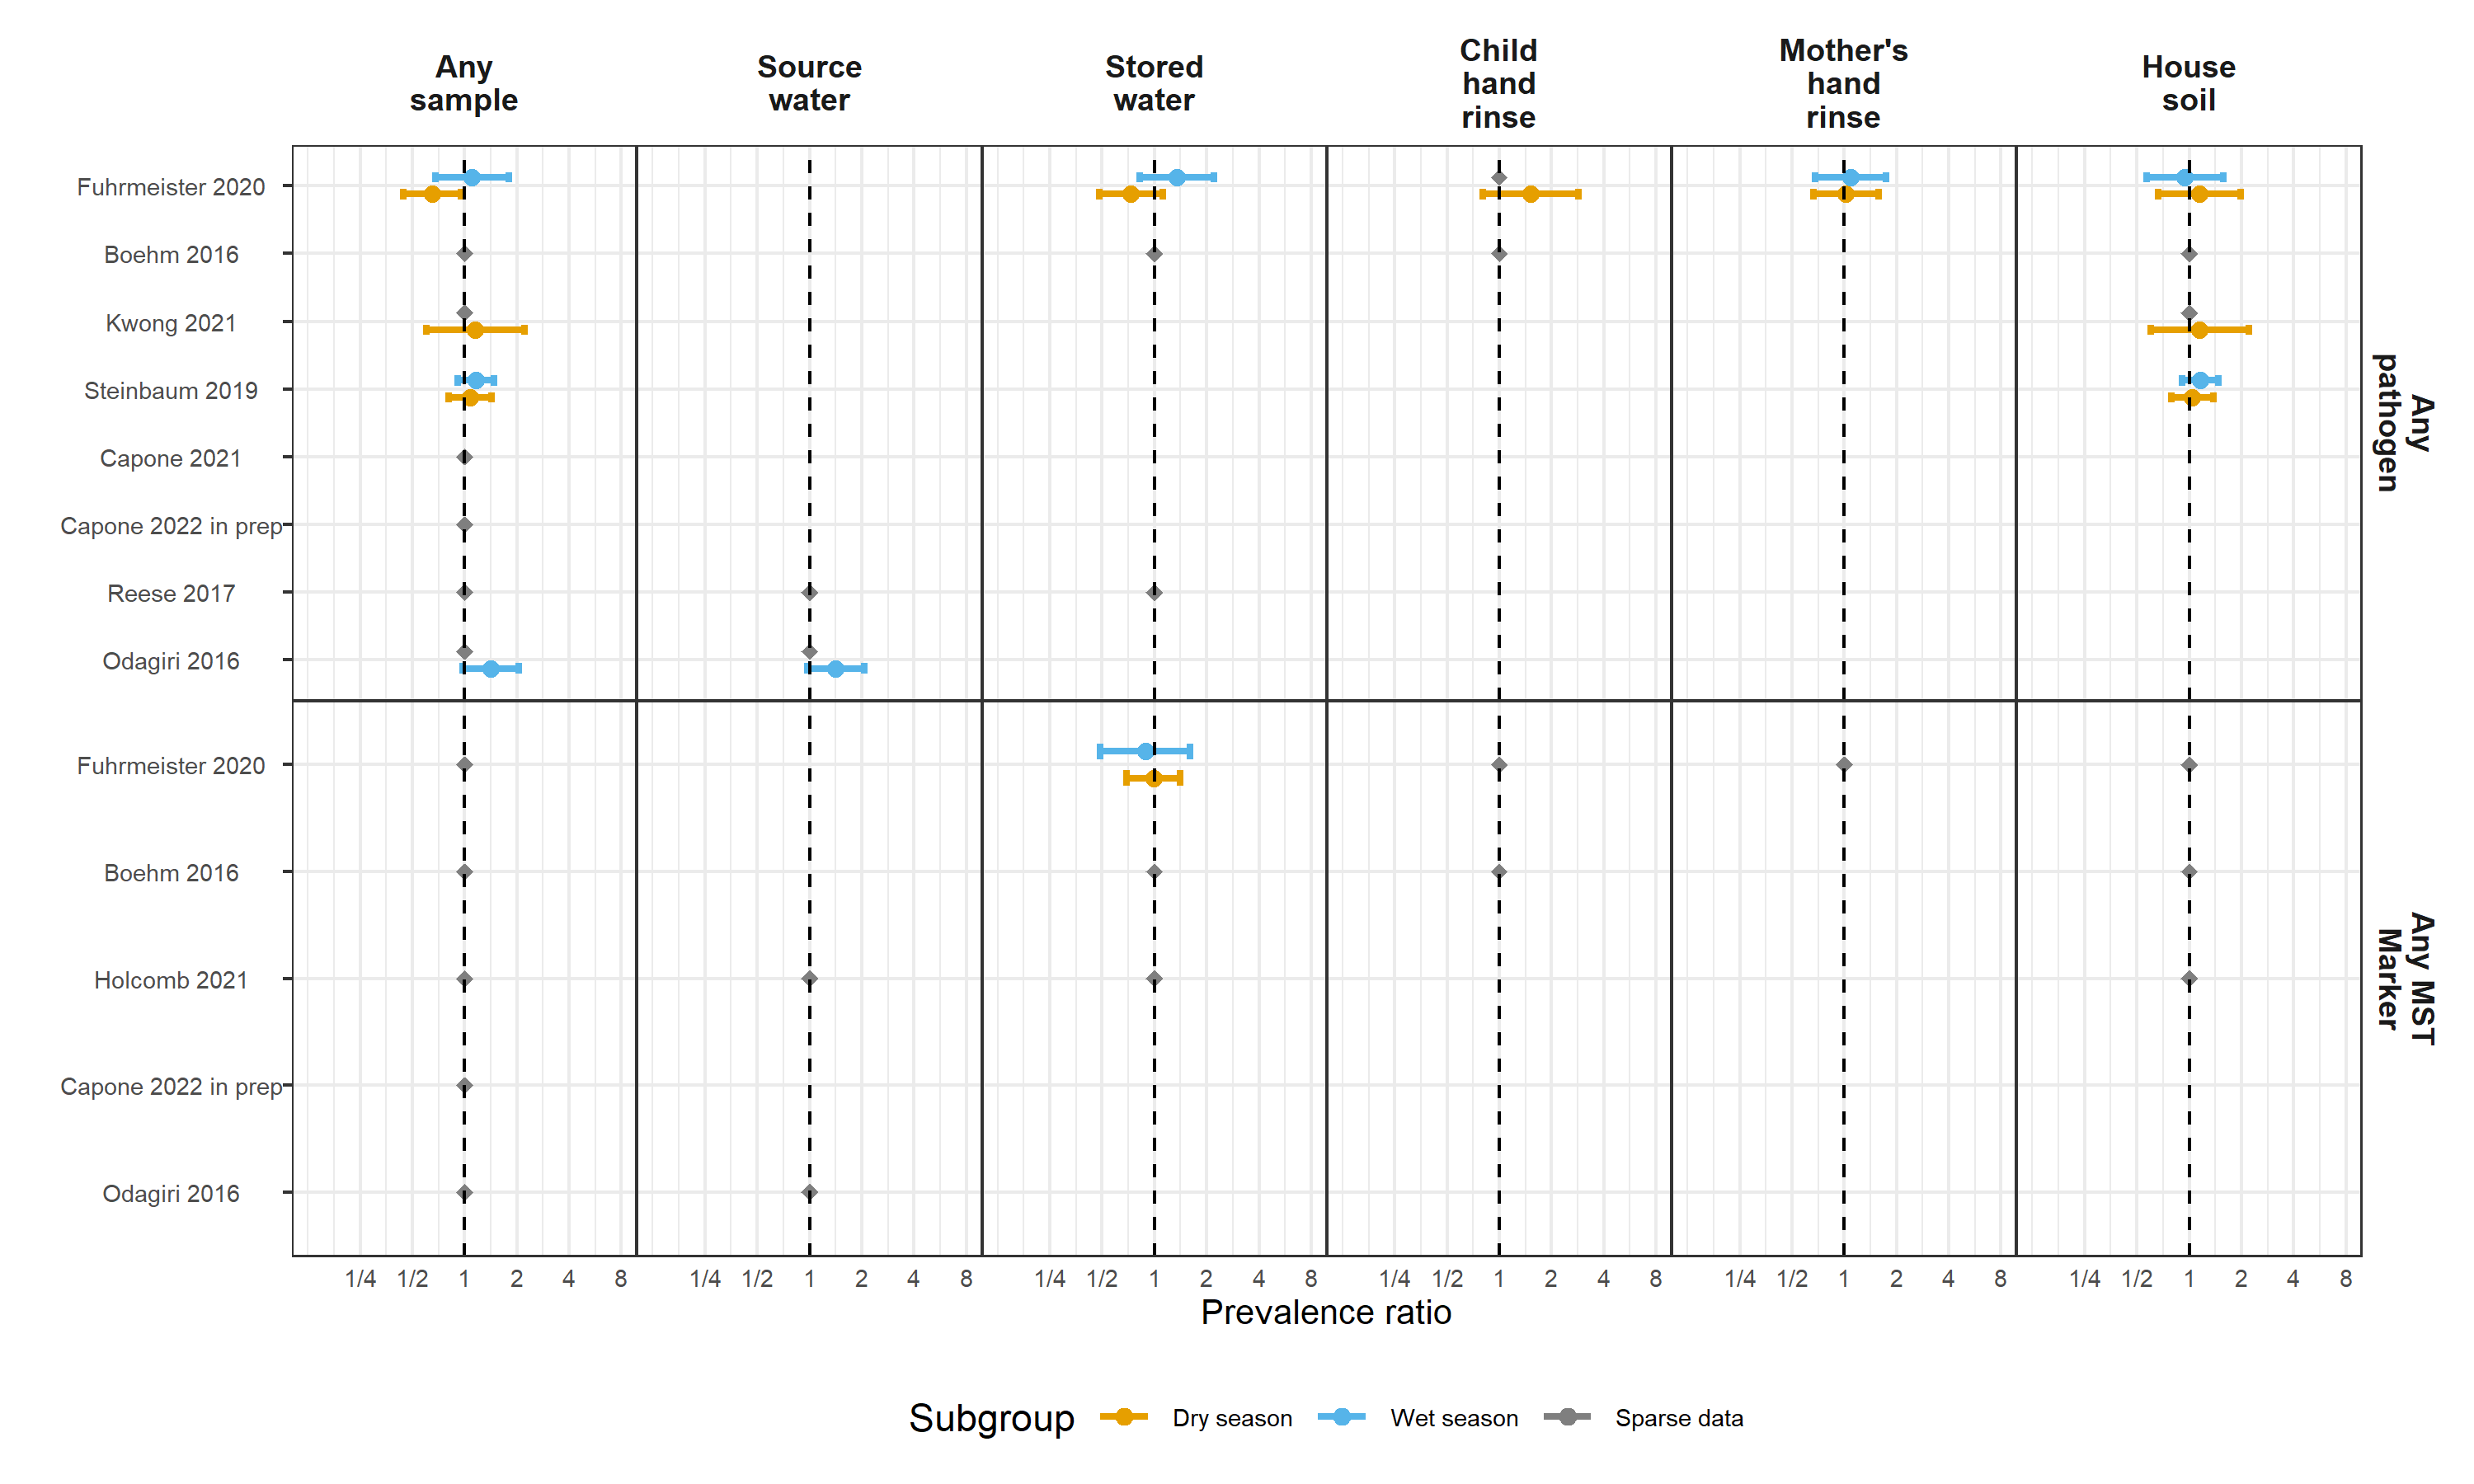 Any
sample
Source
water
Stored
water
Child
hand
rinse
Mother's
hand
rinse
House
soil
Fuhrmeister 2020
Boehm 2016
Kwong 2021
Steinbaum 2019
Capone 2021
Capone 2022 in prep
Reese 2017
Odagiri 2016
Any
pathogen
Fuhrmeister 2020
Boehm 2016
Holcomb 2021
Capone 2022 in prep
Odagiri 2016
Any MST
Marker
1/4 1/2 1 2 4 8
1/4 1/2 1 2 4 8
1/4 1/2 1 2 4 8
1/4 1/2 1 2 4 8
1/4 1/2 1 2 4 8
1/4 1/2 1 2 4 8
Prevalence ratio
Subgroup Dry season Wet season Sparse data